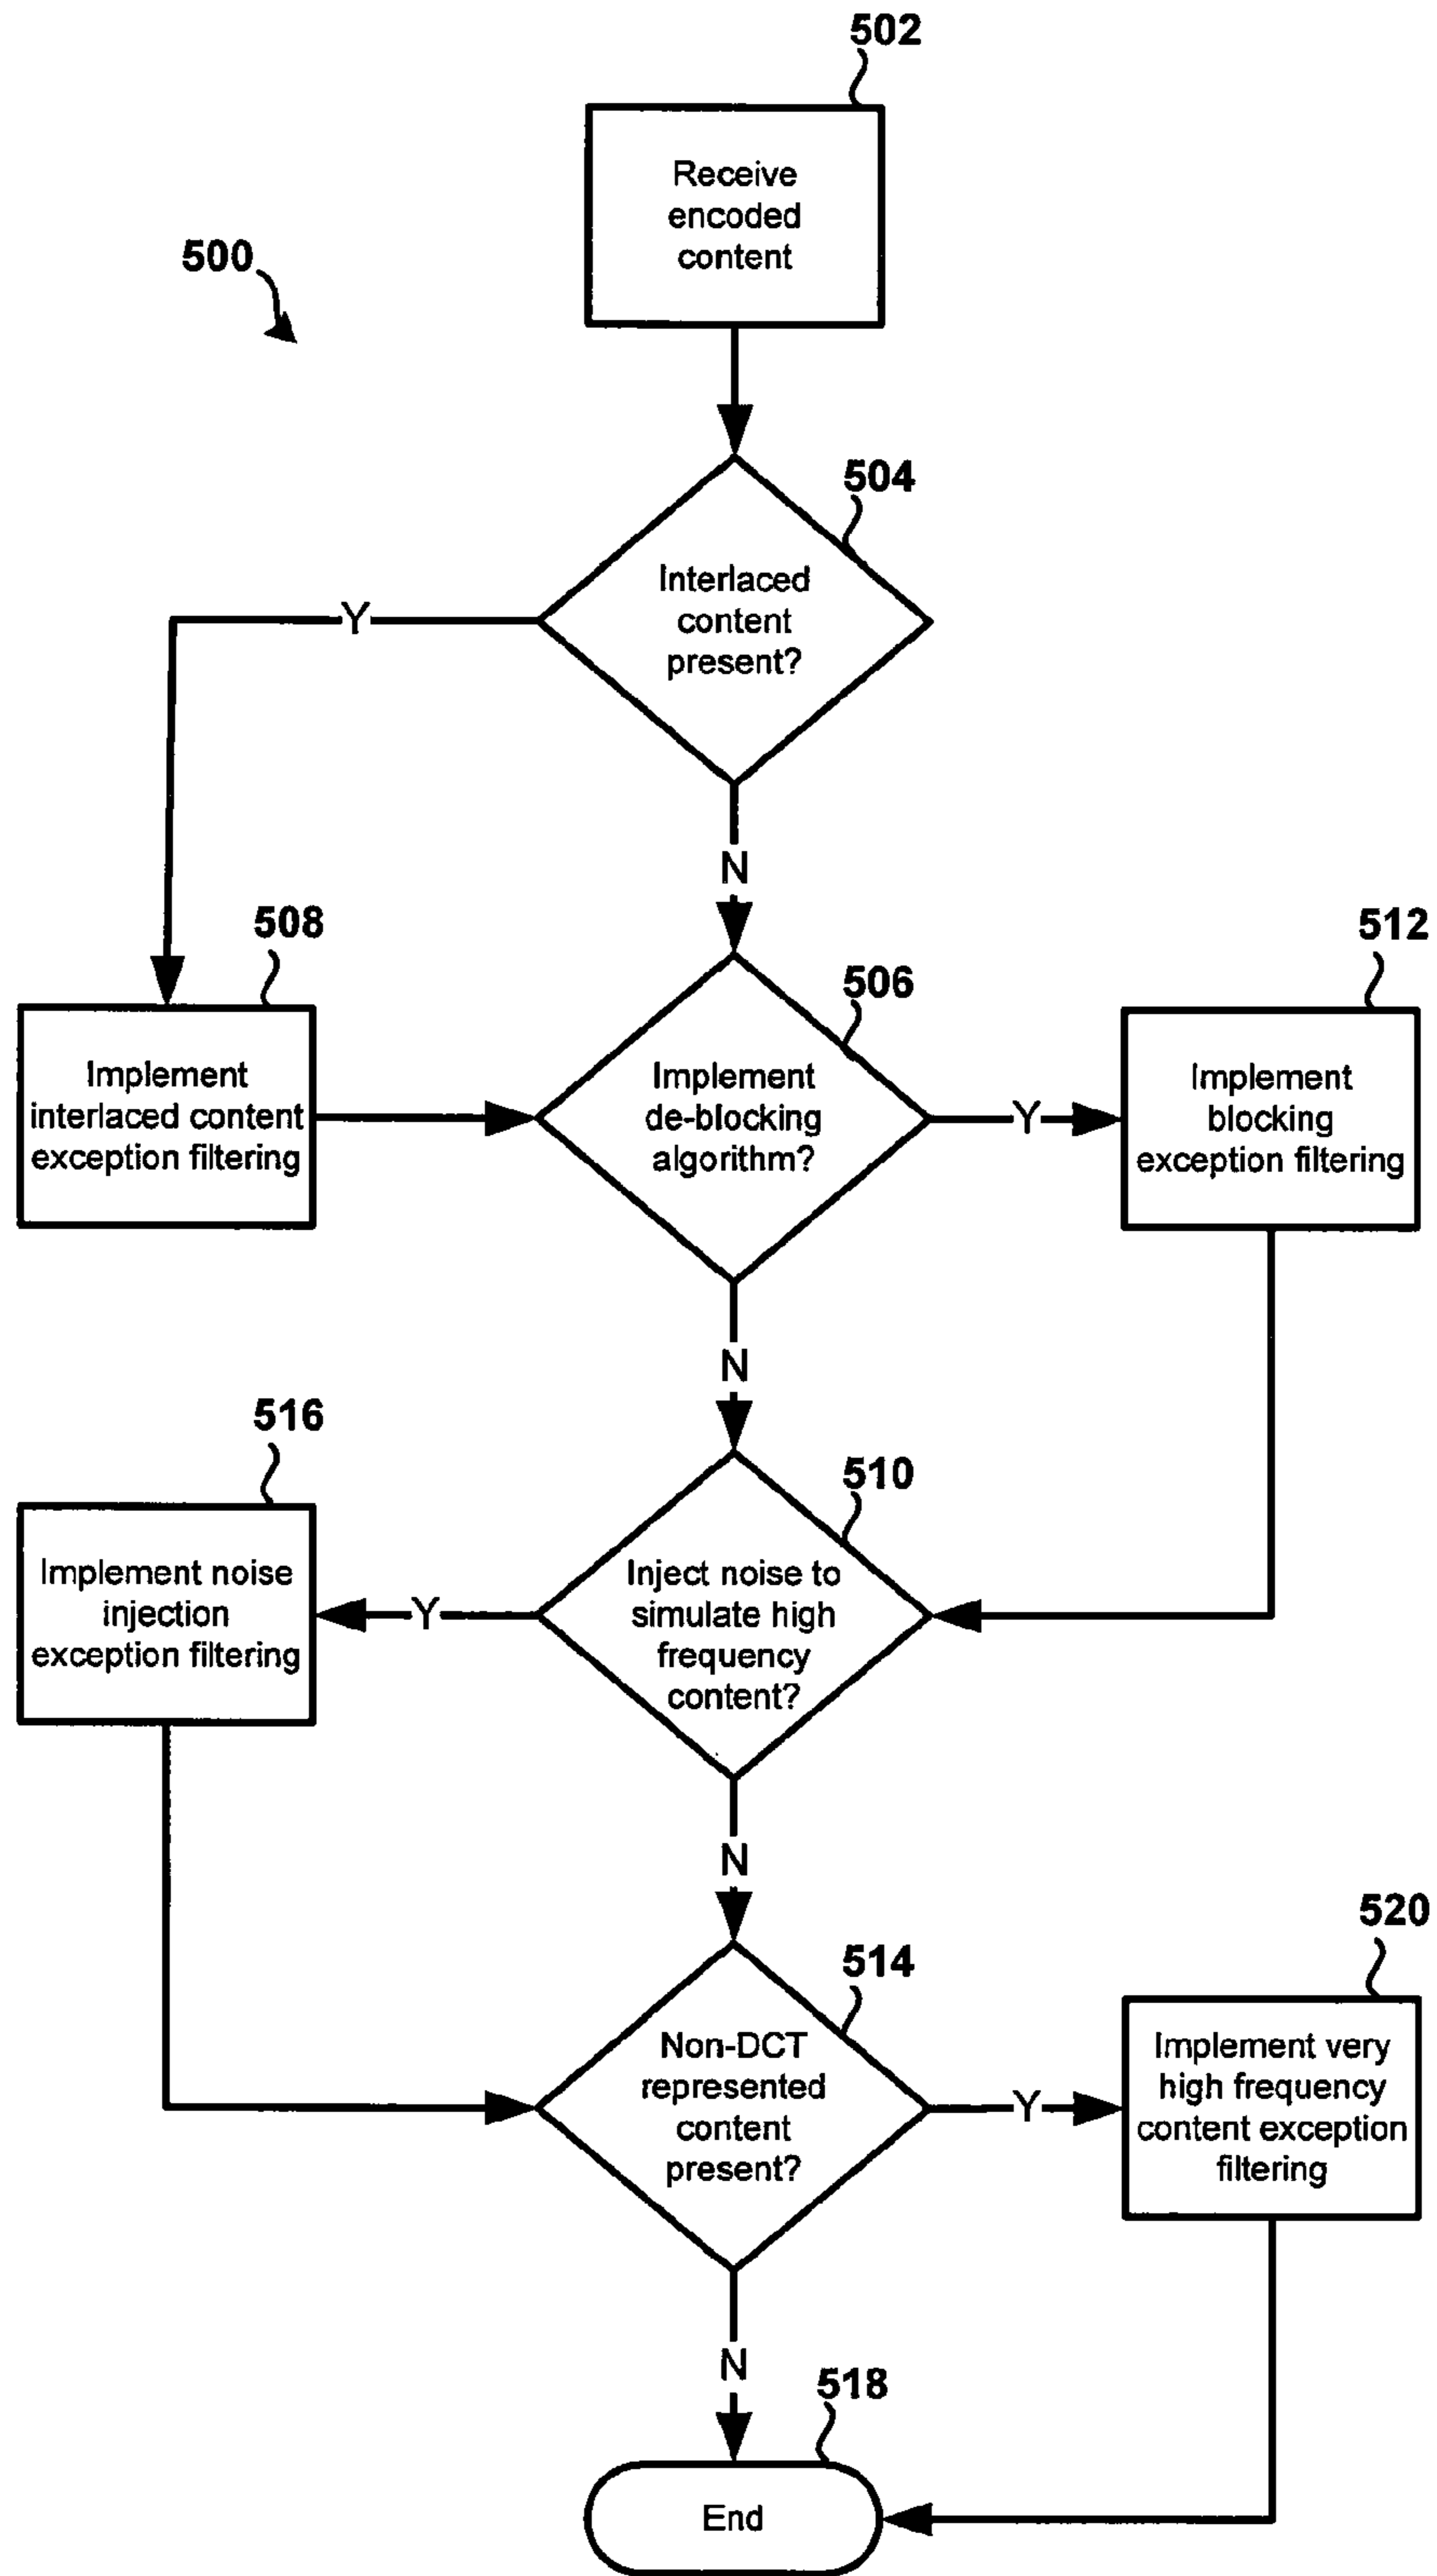 502
Receive
encoded
content
500
504
Interlaced
content
present?
Y
N
508
Implement
interlaced content
exception filtering
506
Implement
de-blocking
algorithm?
Y
512
Implement
blocking
exception filtering
N
516
Implement noise
injection
exception filtering
510
Inject noise to
simulate high
frequency
content?
Y
N
514
Non-DCT
represented
content
present?
Y
520
Implement very
high frequency
content exception
filtering
N
518
End